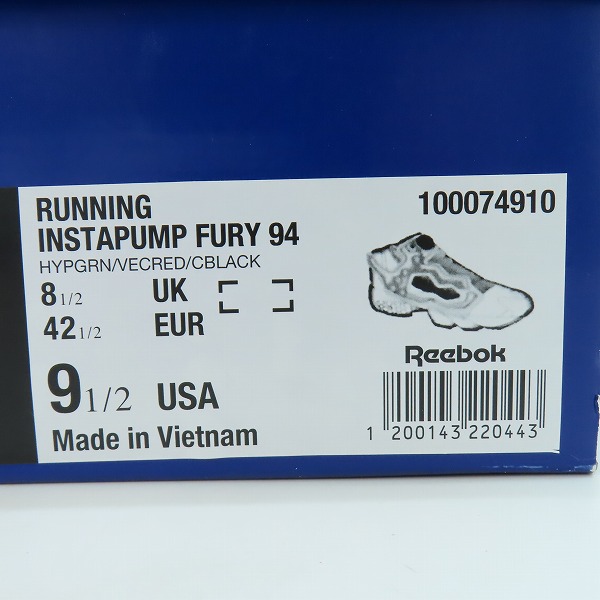 RUNNING 100074910
INSTAPUMP FURY 94
HYPGRN/VECRED/CBLACK
8 1/2 UK
42 1/2 EUR
Reebok
9 1/2 USA
Made in Vietnam
1 200143 220443